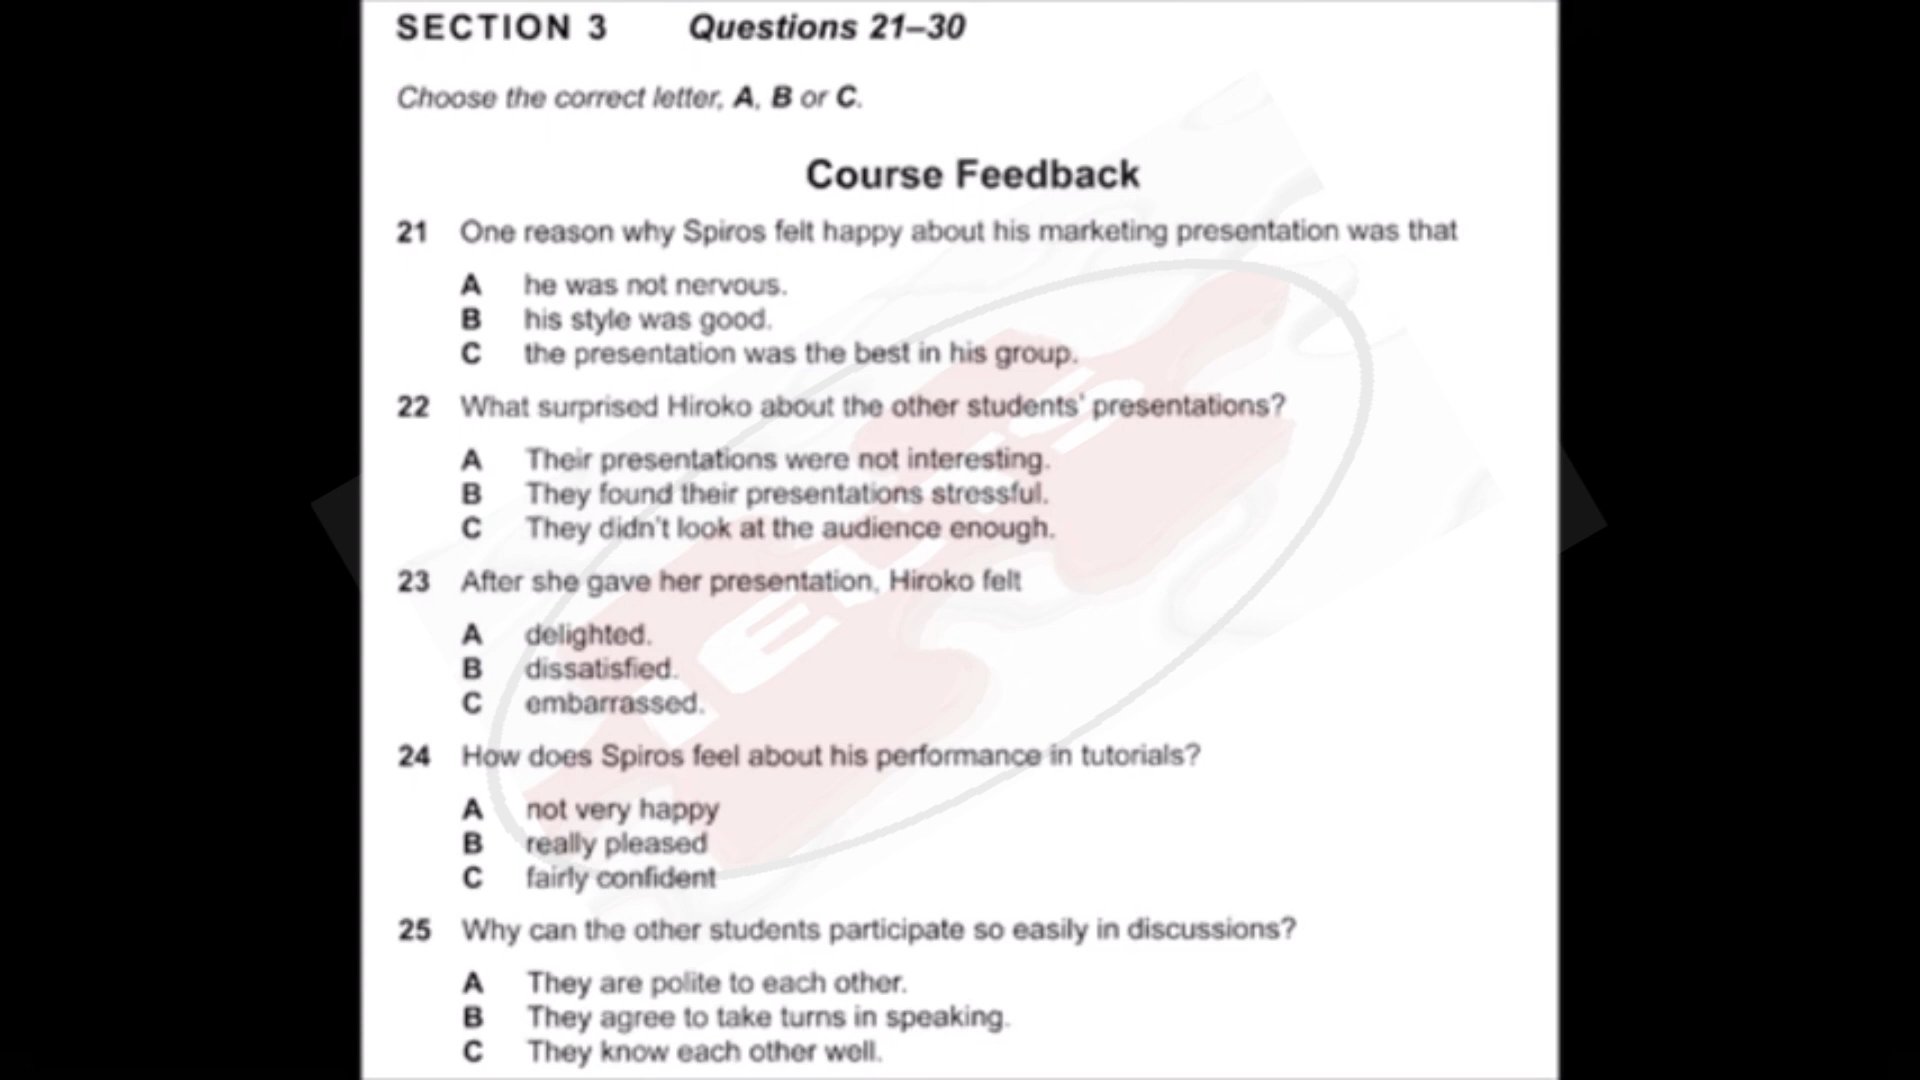 SECTION 3 Questions 21–30
Choose the correct letter, A, B or C.
Course Feedback
21 One reason why Spiros felt happy about his marketing presentation was that
A he was not nervous.
B his style was good.
C the presentation was the best in his group.
22 What surprised Hiroko about the other students' presentations?
A Their presentations were not interesting.
B They found their presentations stressful.
C They didn't look at the audience enough.
23 After she gave her presentation, Hiroko felt
A delighted.
B dissatisfied.
C embarrassed.
24 How does Spiros feel about his performance in tutorials?
A not very happy
B really pleased
C fairly confident
25 Why can the other students participate so easily in discussions?
A They are polite to each other.
B They agree to take turns in speaking.
C They know each other well.
IELTS